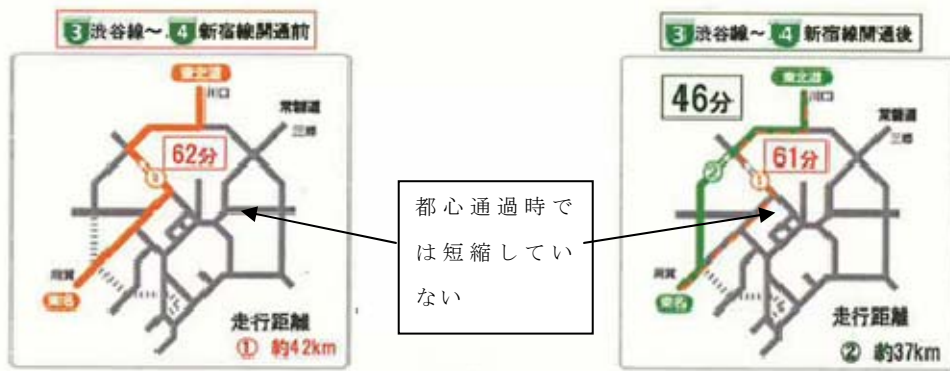 3 渋谷線～4 新宿線開通前
東北道
川口
常磐道
三郷
62分
①
用賀
東名
走行距離
① 約42km
都心通過時で
は短縮してい
ない
3 渋谷線～4 新宿線開通後
46分
東北道
川口
常磐道
三郷
②
61分
①
用賀
東名
走行距離
② 約37km